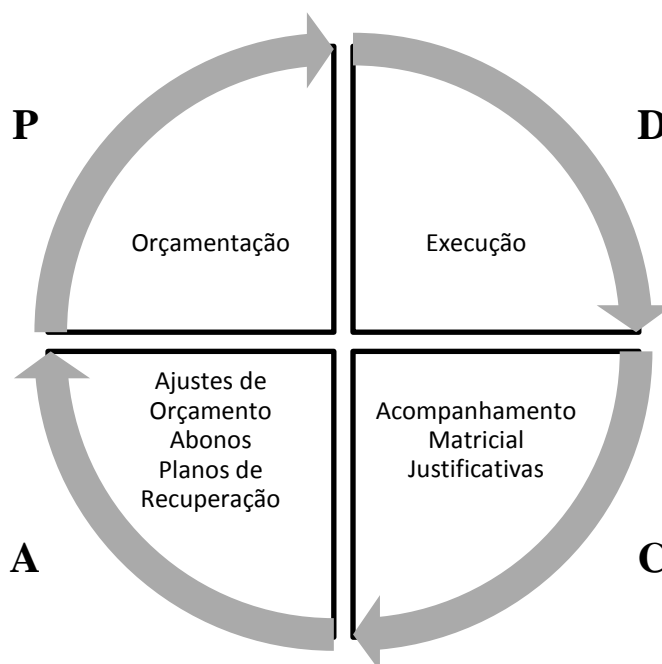 P
D
Orçamentação
Execução
Ajustes de
Orçamento
Abonos
Planos de
Recuperação
Acompanhamento
Matricial
Justificativas
A
C